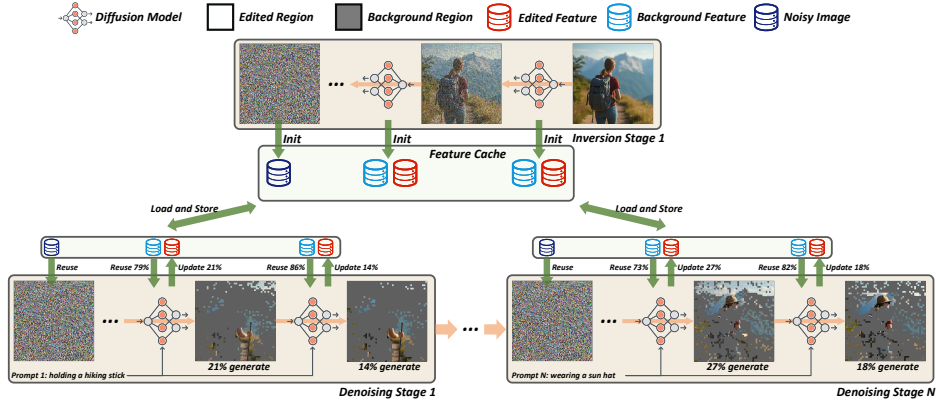 Diffusion Model
Edited Region
Background Region
Edited Feature
Background Feature
Noisy Image
...
Inversion Stage 1
Init
Init
Init
Feature Cache
Load and Store
Load and Store
Reuse
Reuse 79%
Update 21%
Reuse 86%
Update 14%
...
21% generate
14% generate
Prompt 1: holding a hiking stick
Denoising Stage 1
...
Reuse
Reuse 73%
Update 27%
Reuse 82%
Update 18%
...
27% generate
18% generate
Prompt N: wearing a sun hat
Denoising Stage N